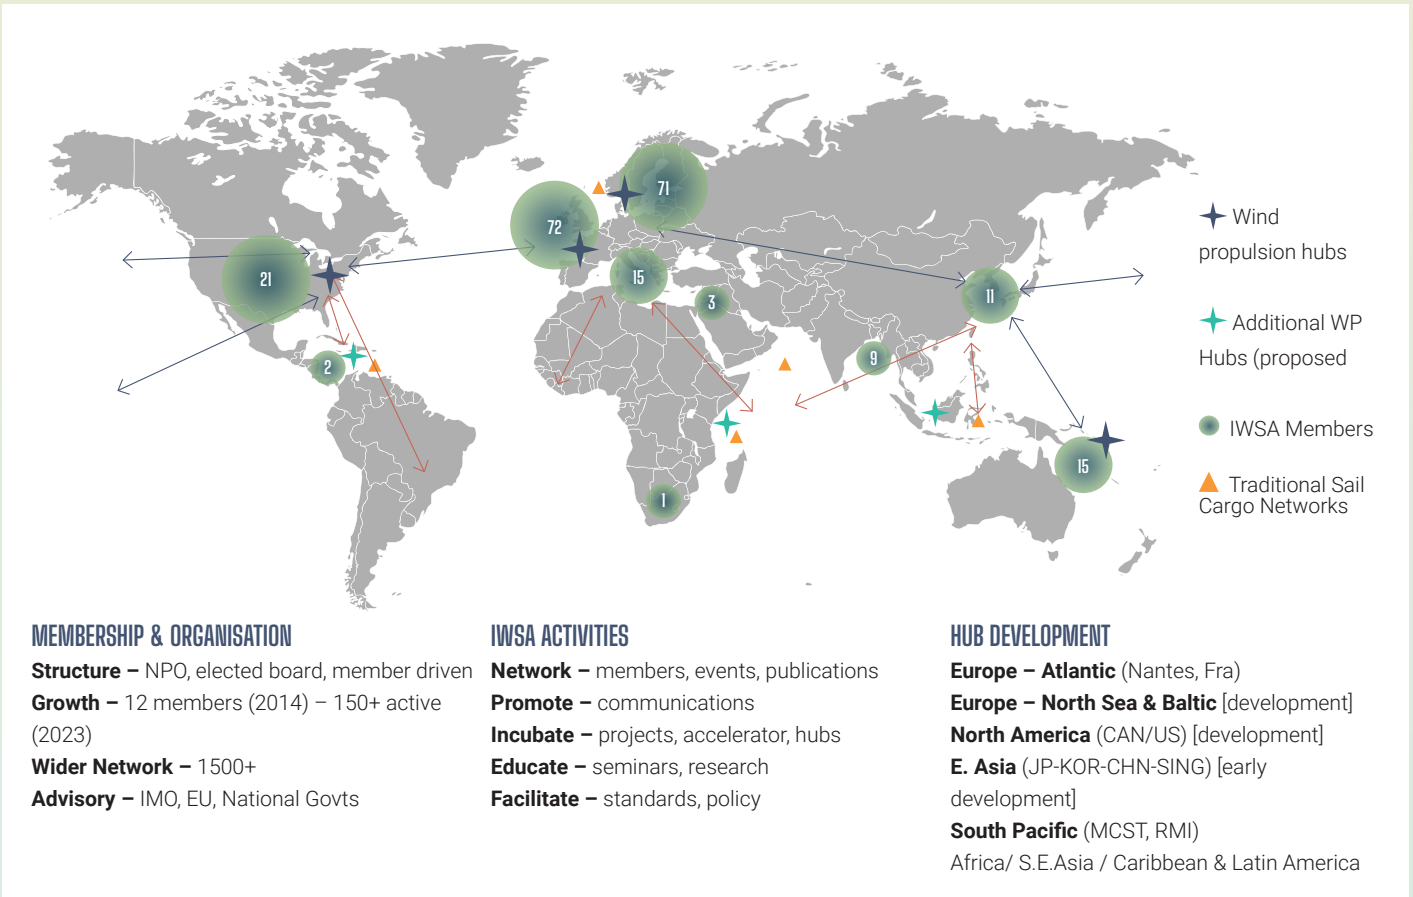 71
72
21
15
3
11
2
9
15
1
Wind
propulsion hubs
Additional WP
Hubs (proposed
IWSA Members
Traditional Sail
Cargo Networks
MEMBERSHIP & ORGANISATION
Structure – NPO, elected board, member driven
Growth – 12 members (2014) – 150+ active
(2023)
Wider Network – 1500+
Advisory – IMO, EU, National Govts
IWSA ACTIVITIES
Network – members, events, publications
Promote – communications
Incubate – projects, accelerator, hubs
Educate – seminars, research
Facilitate – standards, policy
HUB DEVELOPMENT
Europe – Atlantic (Nantes, Fra)
Europe – North Sea & Baltic [development]
North America (CAN/US) [development]
E. Asia (JP-KOR-CHN-SING) [early
development]
South Pacific (MCST, RMI)
Africa/ S.E.Asia / Caribbean & Latin America